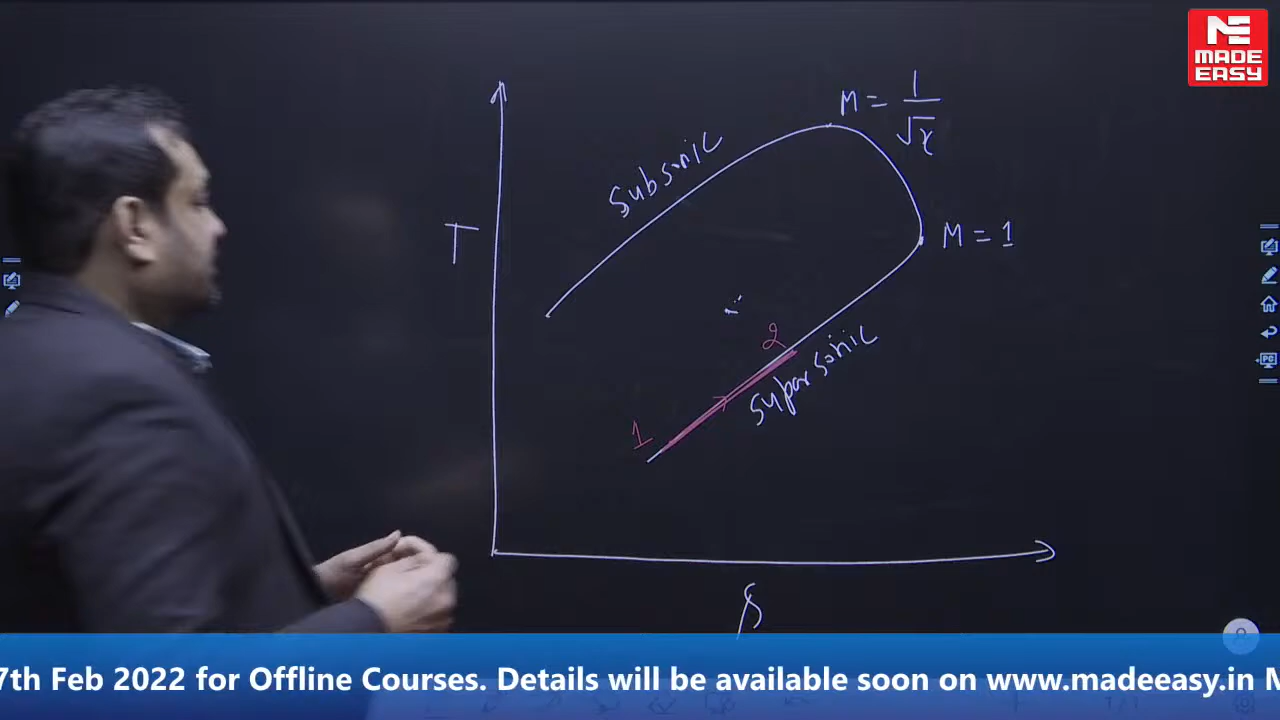 MADE
EASY
M = 1/√γ
subsonic
T
M = 1
2
supersonic
1
s
7th Feb 2022 for Offline Courses. Details will be available soon on www.madeeasy.in M